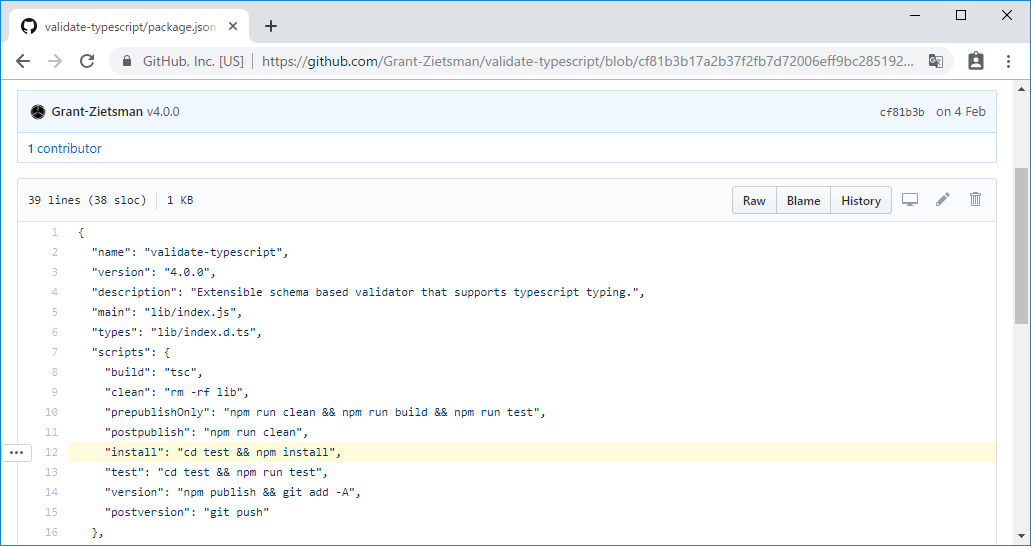 validate-typescript/package.json
GitHub, Inc. [US] https://github.com/Grant-Zietsman/validate-typescript/blob/cf81b3b17a2b37f2fb7d72006eff9bc285192...
Grant-Zietsman v4.0.0 cf81b3b on 4 Feb
1 contributor
39 lines (38 sloc) 1 KB Raw Blame History
1 {
2 "name": "validate-typescript",
3 "version": "4.0.0",
4 "description": "Extensible schema based validator that supports typescript typing.",
5 "main": "lib/index.js",
6 "types": "lib/index.d.ts",
7 "scripts": {
8 "build": "tsc",
9 "clean": "rm -rf lib",
10 "prepublishOnly": "npm run clean && npm run build && npm run test",
11 "postpublish": "npm run clean",
12 "install": "cd test && npm install",
13 "test": "cd test && npm run test",
14 "version": "npm publish && git add -A",
15 "postversion": "git push"
16 },